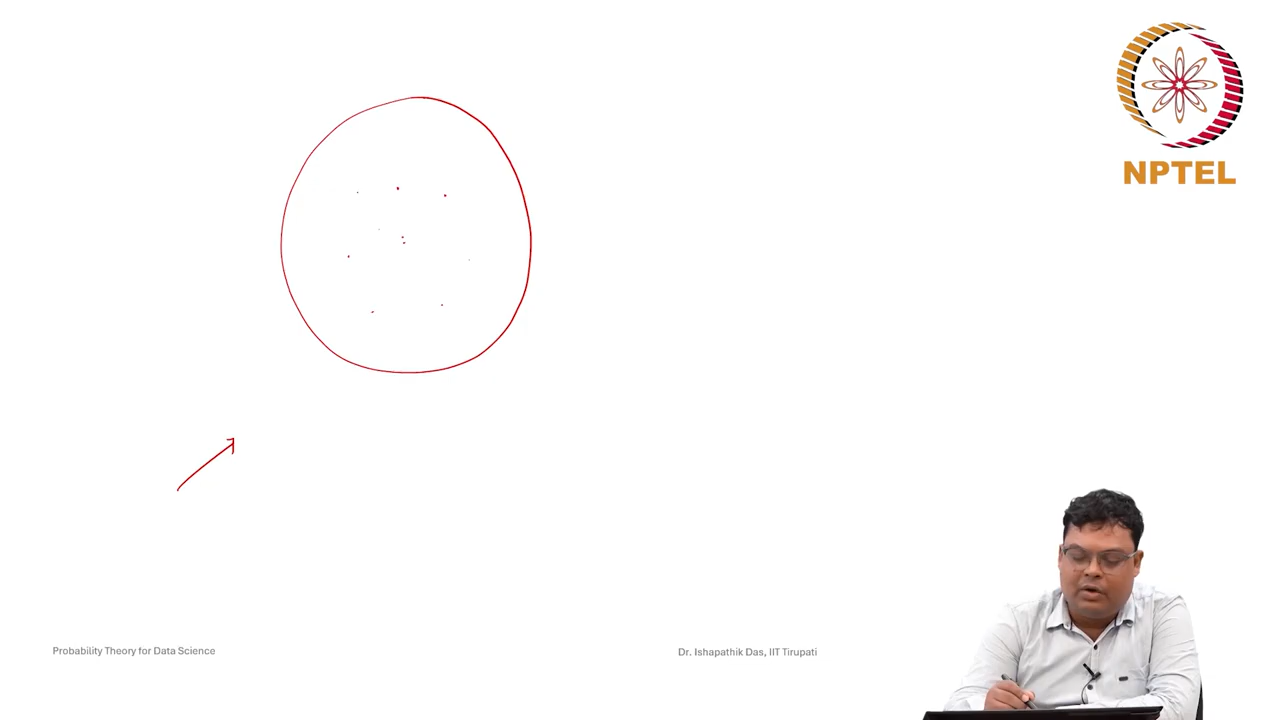 NPTEL
Probability Theory for Data Science
Dr. Ishapathik Das, IIT Tirupati